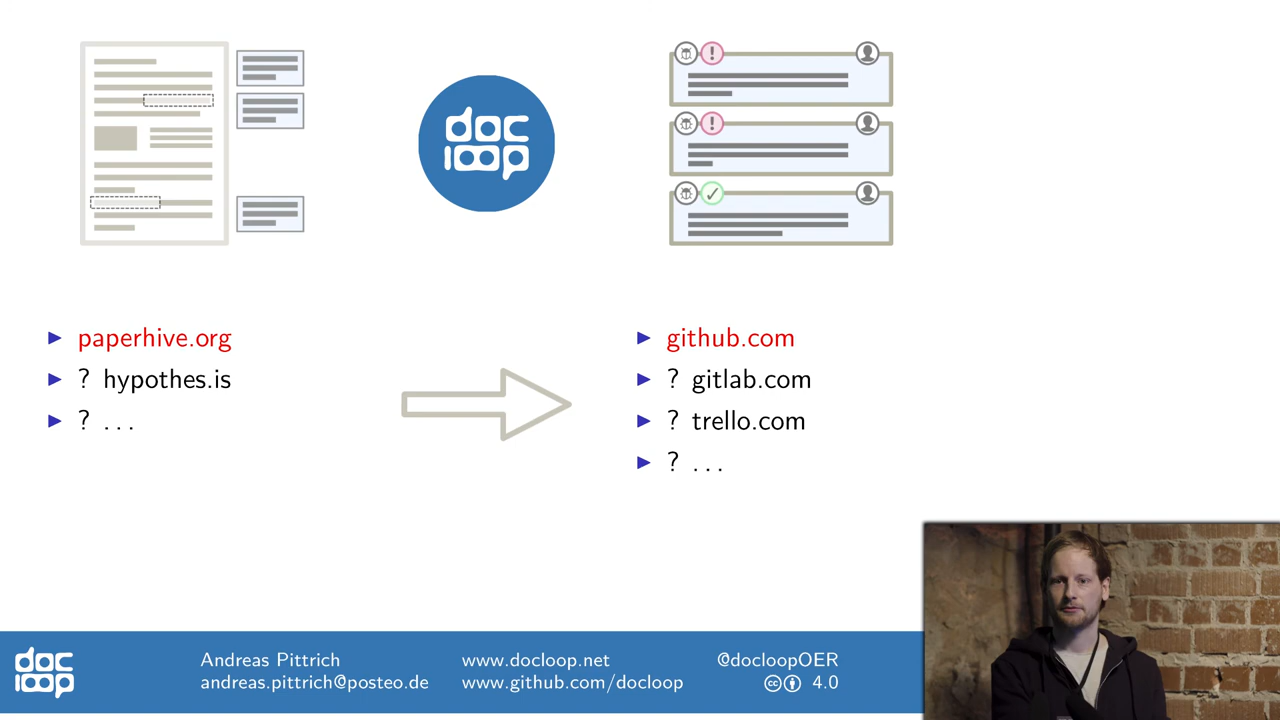 doc
loop
paperhive.org
? hypothes.is
? ...
github.com
? gitlab.com
? trello.com
? ...
doc
loop
Andreas Pittrich
andreas.pittrich@posteo.de
www.docloop.net
www.github.com/docloop
@docloopOER
cc 4.0